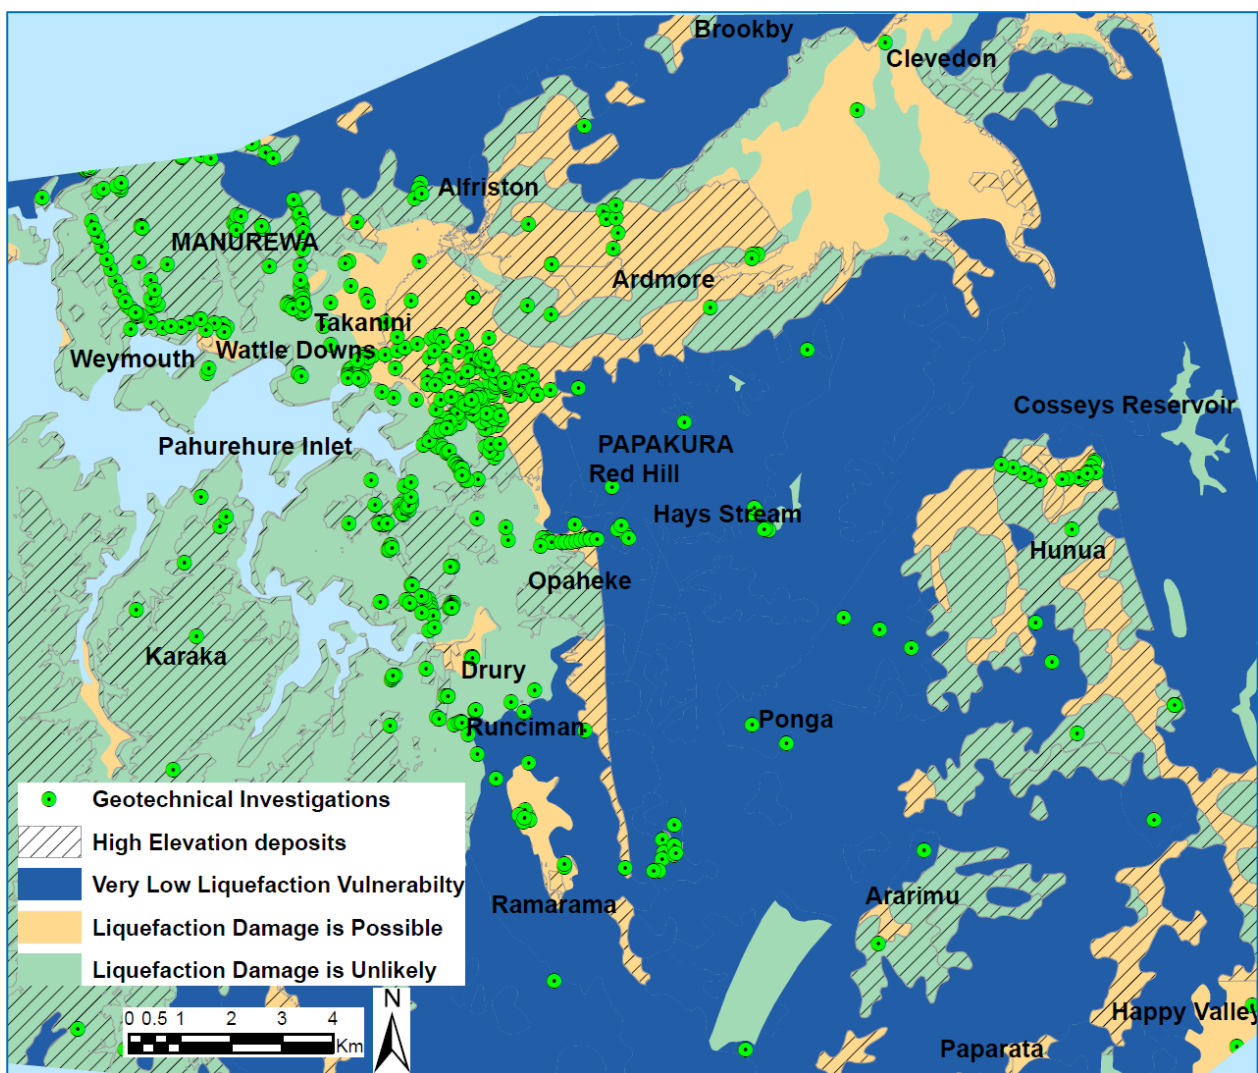 Brookby
Clevedon
Alfriston
MANUREWA
Ardmore
Takanini
Wattle Downs
Weymouth
Cosseys Reservoir
PAPAKURA
Pahurehure Inlet
Red Hill
Hays Stream
Hunua
Opaheke
Karaka
Drury
Ponga
Runciman
Geotechnical Investigations
High Elevation deposits
Very Low Liquefaction Vulnerabilty
Ararimu
Ramarama
Liquefaction Damage is Possible
Liquefaction Damage is Unlikely
N
0 0.5 1 2 3 4
Km
Happy Valley
Paparata